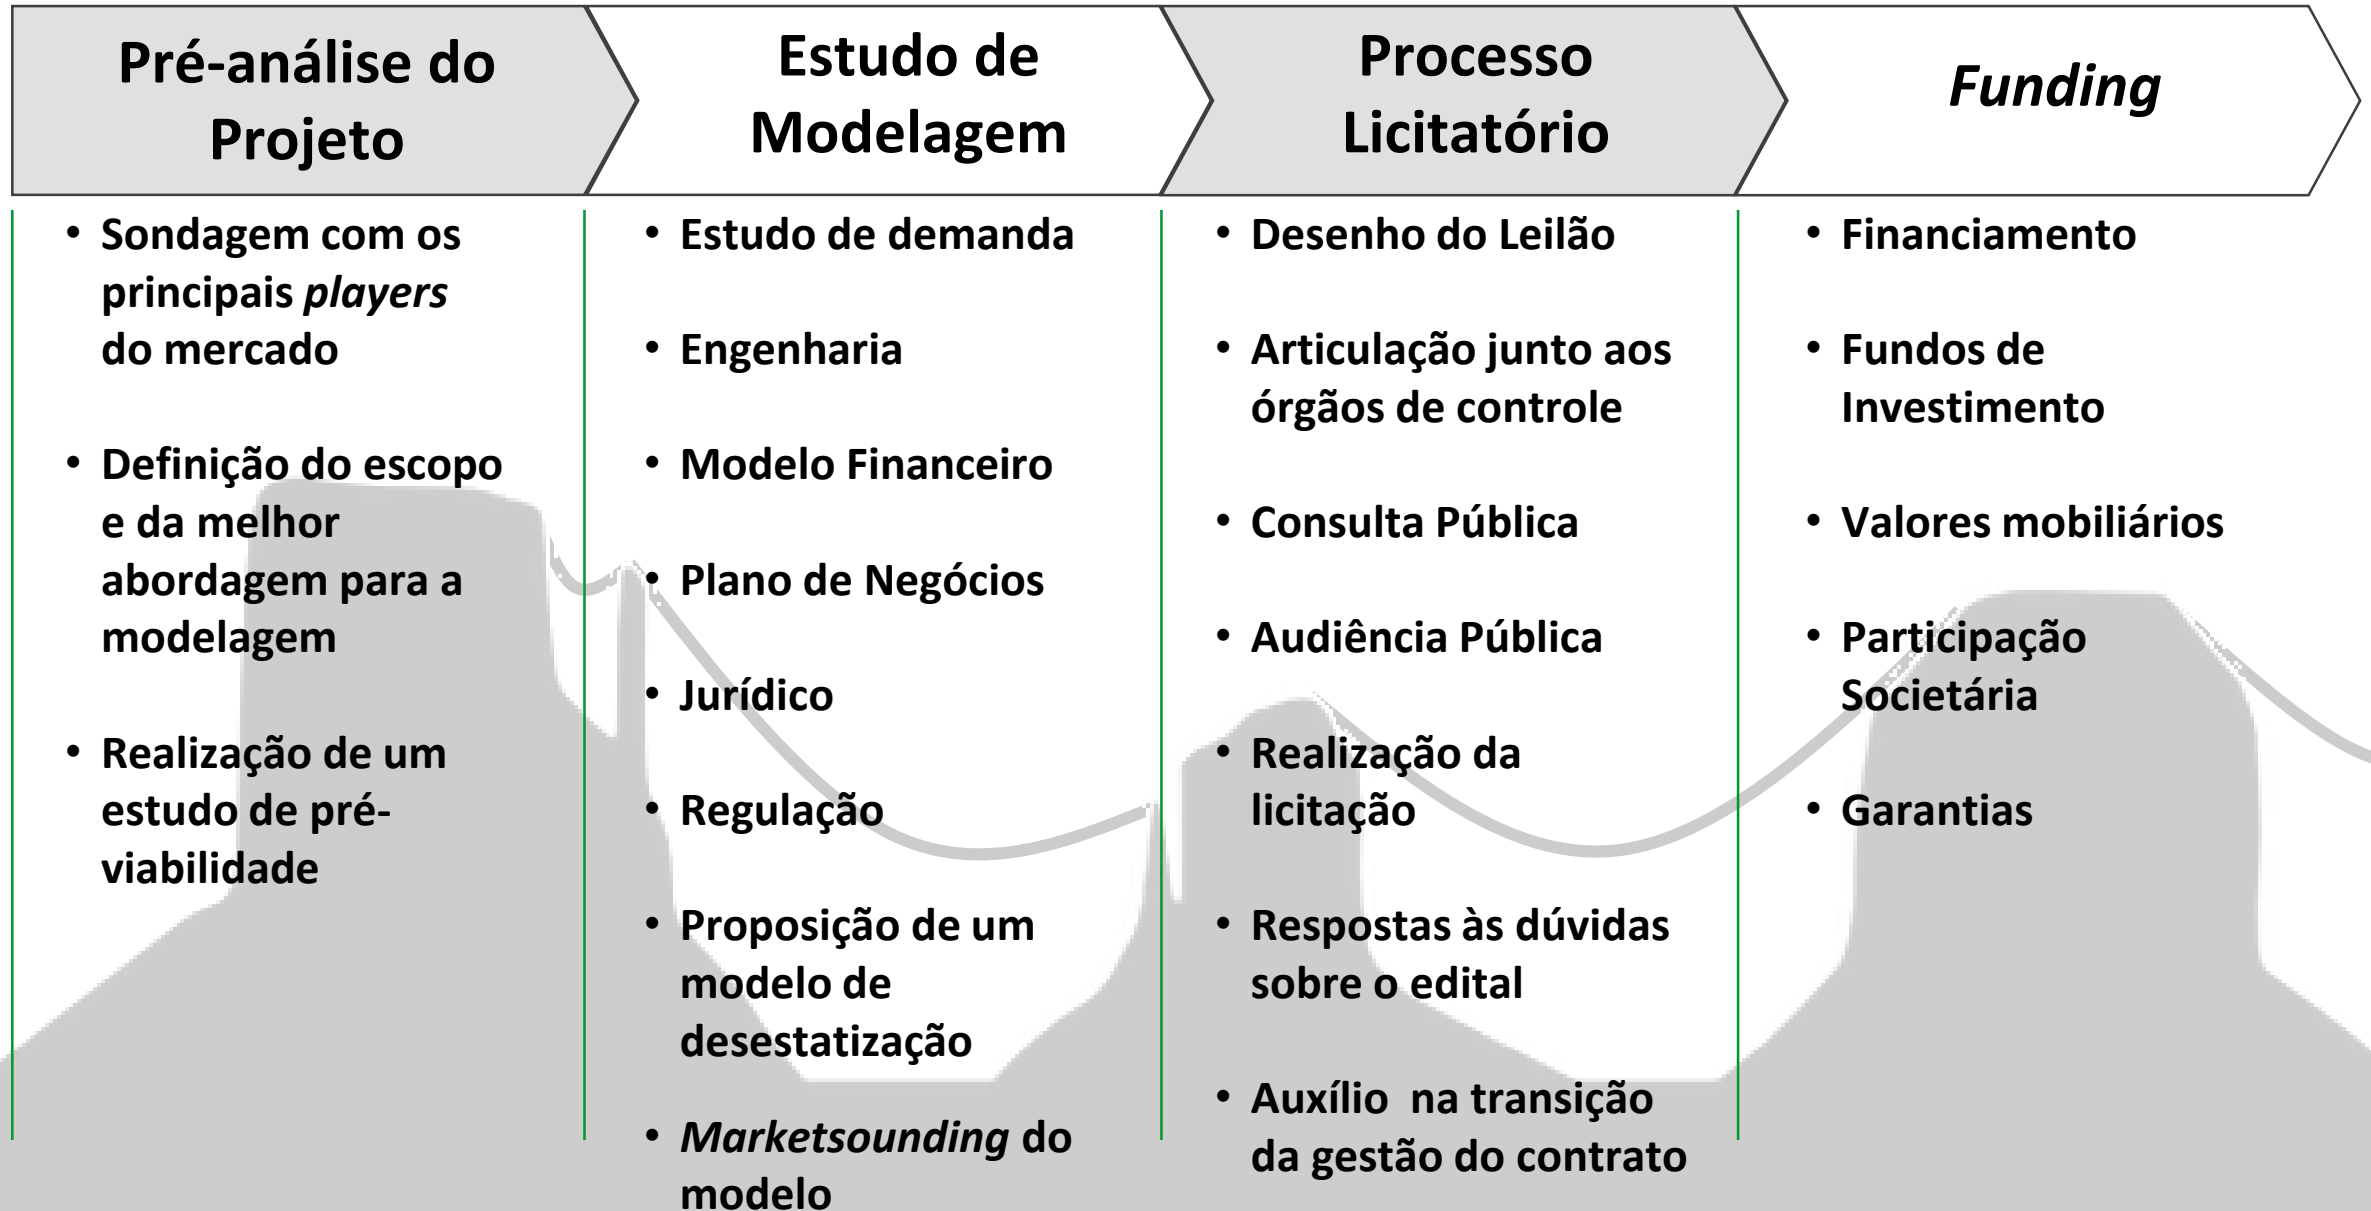 Pré-análise do
Projeto
Estudo de
Modelagem
Processo
Licitatório
Funding
• Sondagem com os
principais players
do mercado
• Definição do escopo
e da melhor
abordagem para a
modelagem
• Realização de um
estudo de pré-
viabilidade
• Estudo de demanda
• Engenharia
• Modelo Financeiro
• Plano de Negócios
• Jurídico
• Regulação
• Proposição de um
modelo de
desestatização
• Marketsounding do
modelo
• Desenho do Leilão
• Articulação junto aos
órgãos de controle
• Consulta Pública
• Audiência Pública
• Realização da
licitação
• Respostas às dúvidas
sobre o edital
• Auxílio  na transição
da gestão do contrato
• Financiamento
• Fundos de
Investimento
• Valores mobiliários
• Participação
Societária
• Garantias